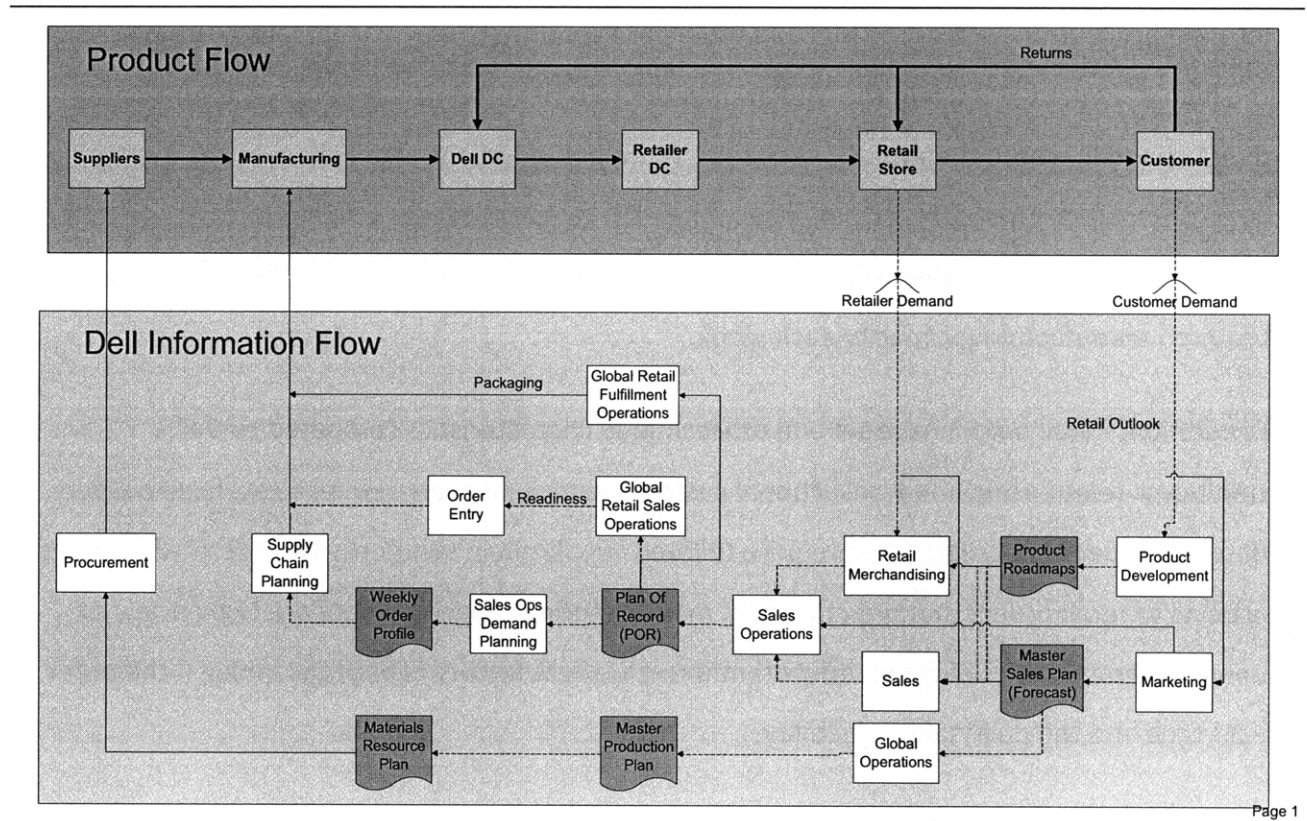 Product Flow
Returns
Suppliers
Manufacturing
Dell DC
Retailer
DC
Retail
Store
Customer
Retailer Demand
Customer Demand
Dell Information Flow
Packaging
Global Retail
Fulfillment
Operations
Retail Outlook
Order
Entry
Readiness
Global
Retail Sales
Operations
Procurement
Supply
Chain
Planning
Retail
Merchandising
Product
Roadmaps
Product
Development
Weekly
Order
Profile
Sales Ops
Demand
Planning
Plan Of
Record
(POR)
Sales
Operations
Sales
Master
Sales Plan
(Forecast)
Marketing
Materials
Resource
Plan
Master
Production
Plan
Global
Operations
Page 1